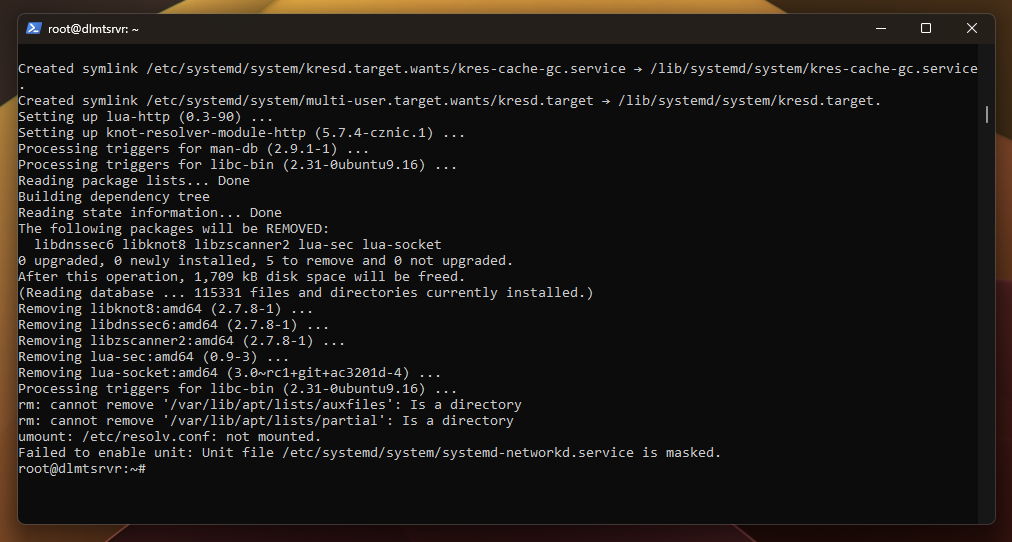 root@dlmtsrvr: ~
Created symlink /etc/systemd/system/kresd.target.wants/kres-cache-gc.service → /lib/systemd/system/kres-cache-gc.service
.
Created symlink /etc/systemd/system/multi-user.target.wants/kresd.target → /lib/systemd/system/kresd.target.
Setting up lua-http (0.3-90) ...
Setting up knot-resolver-module-http (5.7.4-cznic.1) ...
Processing triggers for man-db (2.9.1-1) ...
Processing triggers for libc-bin (2.31-0ubuntu9.16) ...
Reading package lists... Done
Building dependency tree
Reading state information... Done
The following packages will be REMOVED:
  libdnssec6 libknot8 libzscanner2 lua-sec lua-socket
0 upgraded, 0 newly installed, 5 to remove and 0 not upgraded.
After this operation, 1,709 kB disk space will be freed.
(Reading database ... 115331 files and directories currently installed.)
Removing libknot8:amd64 (2.7.8-1) ...
Removing libdnssec6:amd64 (2.7.8-1) ...
Removing libzscanner2:amd64 (2.7.8-1) ...
Removing lua-sec:amd64 (0.9-3) ...
Removing lua-socket:amd64 (3.0~rc1+git+ac3201d-4) ...
Processing triggers for libc-bin (2.31-0ubuntu9.16) ...
rm: cannot remove '/var/lib/apt/lists/auxfiles': Is a directory
rm: cannot remove '/var/lib/apt/lists/partial': Is a directory
umount: /etc/resolv.conf: not mounted.
Failed to enable unit: Unit file /etc/systemd/system/systemd-networkd.service is masked.
root@dlmtsrvr:~#